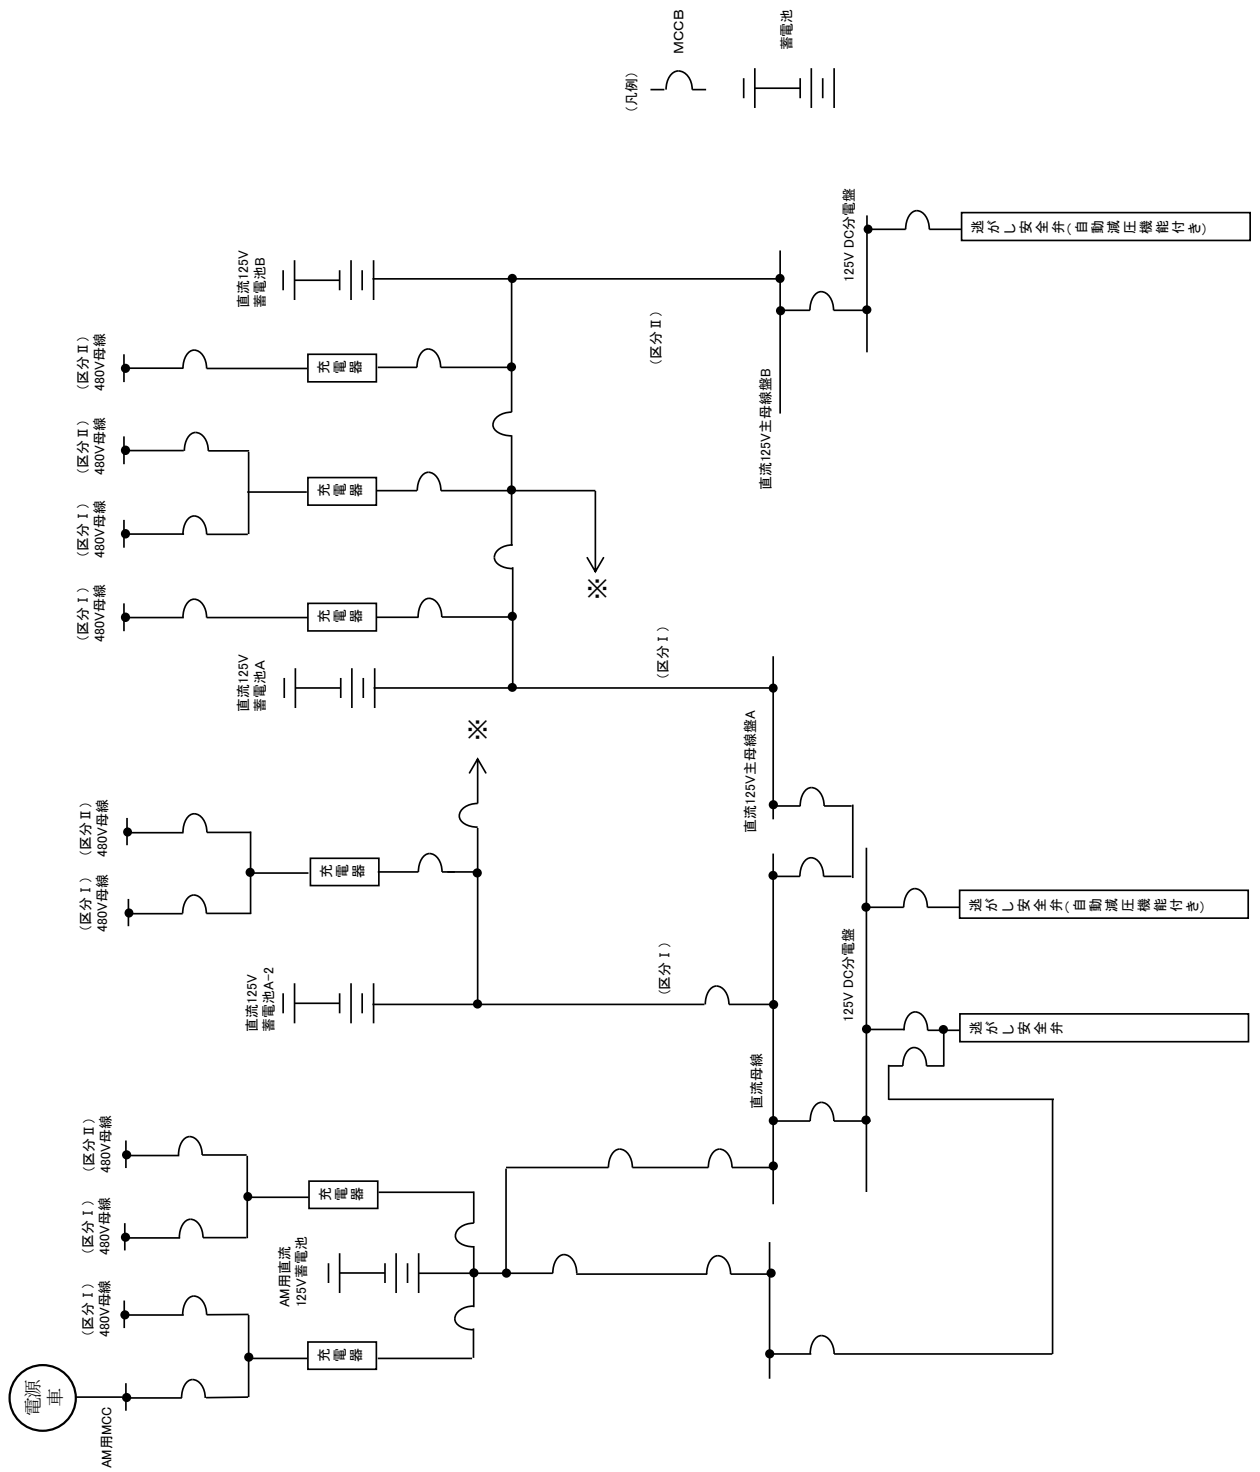 電源
車
AM用MCC
(区分Ⅰ)
480V母線
(区分Ⅰ)
480V母線
(区分Ⅱ)
480V母線
(区分Ⅰ)
480V母線
(区分Ⅱ)
480V母線
(区分Ⅰ)
480V母線
(区分Ⅰ)
480V母線
(区分Ⅱ)
480V母線
(区分Ⅱ)
480V母線
AM用直流
125V蓄電池
直流125V
蓄電池A-2
直流125V
蓄電池A
直流125V
蓄電池B
充電器
充電器
充電器
充電器
充電器
充電器
※
※
(凡例)
MCCB
蓄電池
(区分Ⅰ)
(区分Ⅰ)
(区分Ⅱ)
直流母線
直流125V主母線盤A
直流125V主母線盤B
125V DC分電盤
125V DC分電盤
逃がし安全弁
逃がし安全弁(自動減圧機能付き)
逃がし安全弁(自動減圧機能付き)